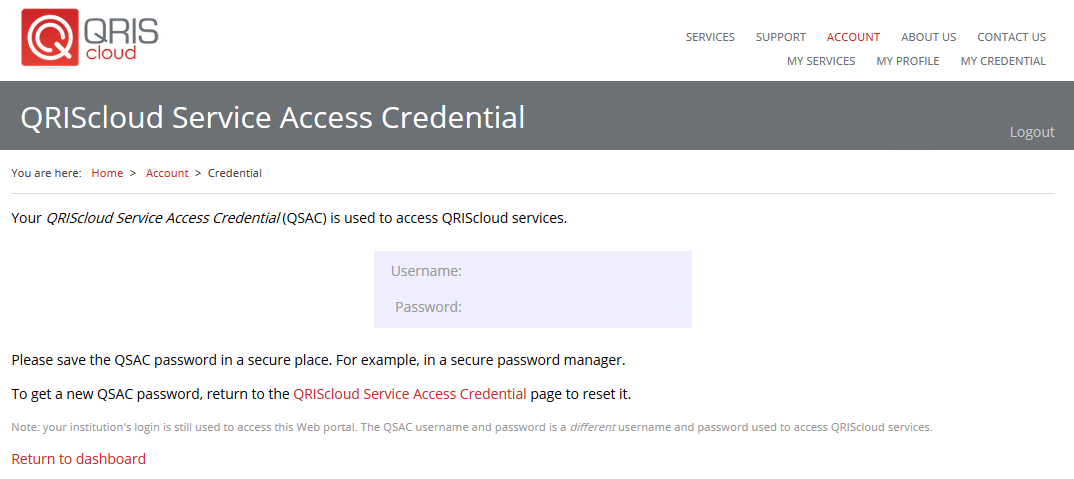 QRIS
cloud
SERVICES SUPPORT ACCOUNT ABOUT US CONTACT US
MY SERVICES MY PROFILE MY CREDENTIAL
QRIScloud Service Access Credential
Logout
You are here: Home > Account > Credential
Your QRIScloud Service Access Credential (QSAC) is used to access QRIScloud services.
Username:
Password:
Please save the QSAC password in a secure place. For example, in a secure password manager.
To get a new QSAC password, return to the QRIScloud Service Access Credential page to reset it.
Note: your institution's login is still used to access this Web portal. The QSAC username and password is a different username and password used to access QRIScloud services.
Return to dashboard